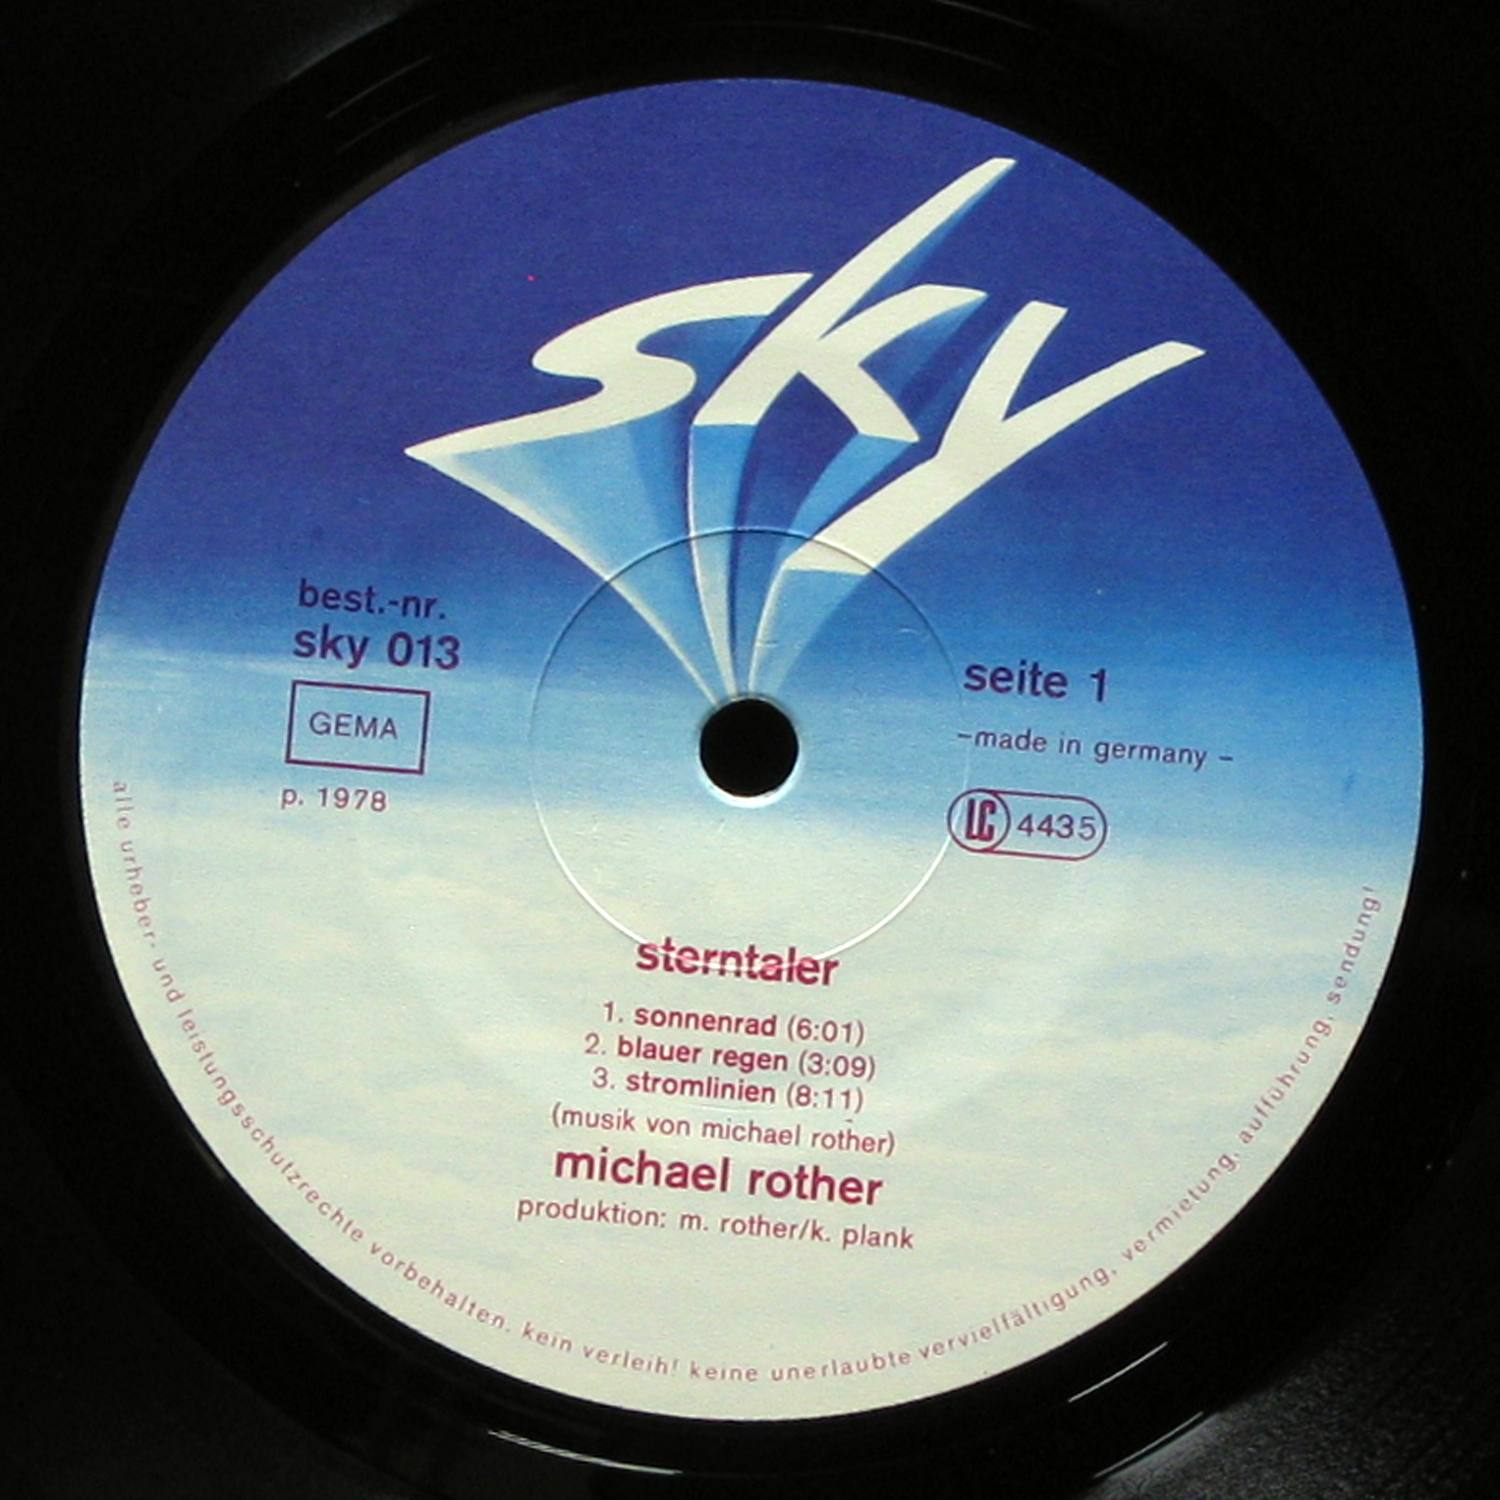 sky
best.-nr.
sky 013
GEMA
p. 1978
seite 1
-made in germany -
LC 4435
sterntaler
1. sonnenrad (6:01)
2. blauer regen (3:09)
3. stromlinien (8:11)
(musik von michael rother)
michael rother
produktion: m. rother/k. plank
alle urheber- und leistungsschutzrechte vorbehalten. kein verleih! keine unerlaubte vervielfältigung, vermietung, aufführung, sendung!